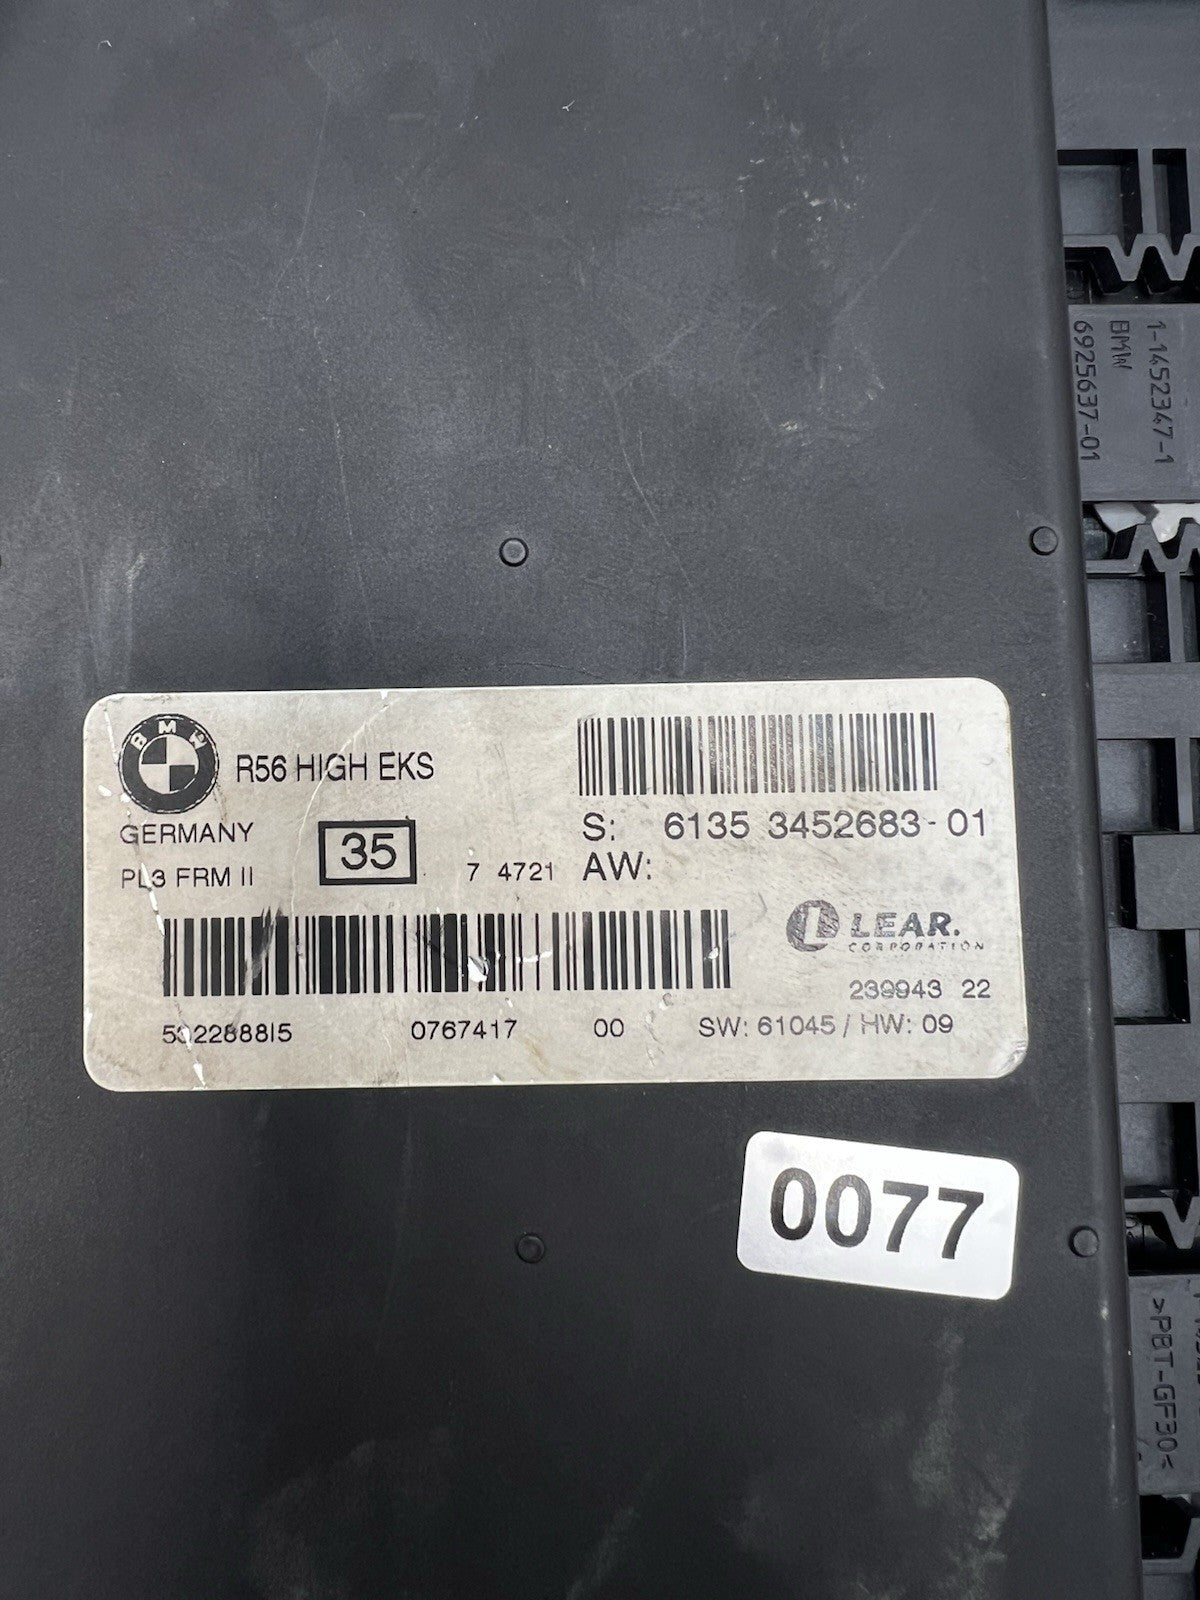 BMW
R56 HIGH EKS
GERMANY
PL3 FRM II
35
7 4721
S: 6135 3452683-01
AW:
LEAR.
CORPORATION
239943 22
0767417 00
SW: 61045 / HW: 09
0077
1-1452347-1
BMW
6925637-01
>PBT-GF30<